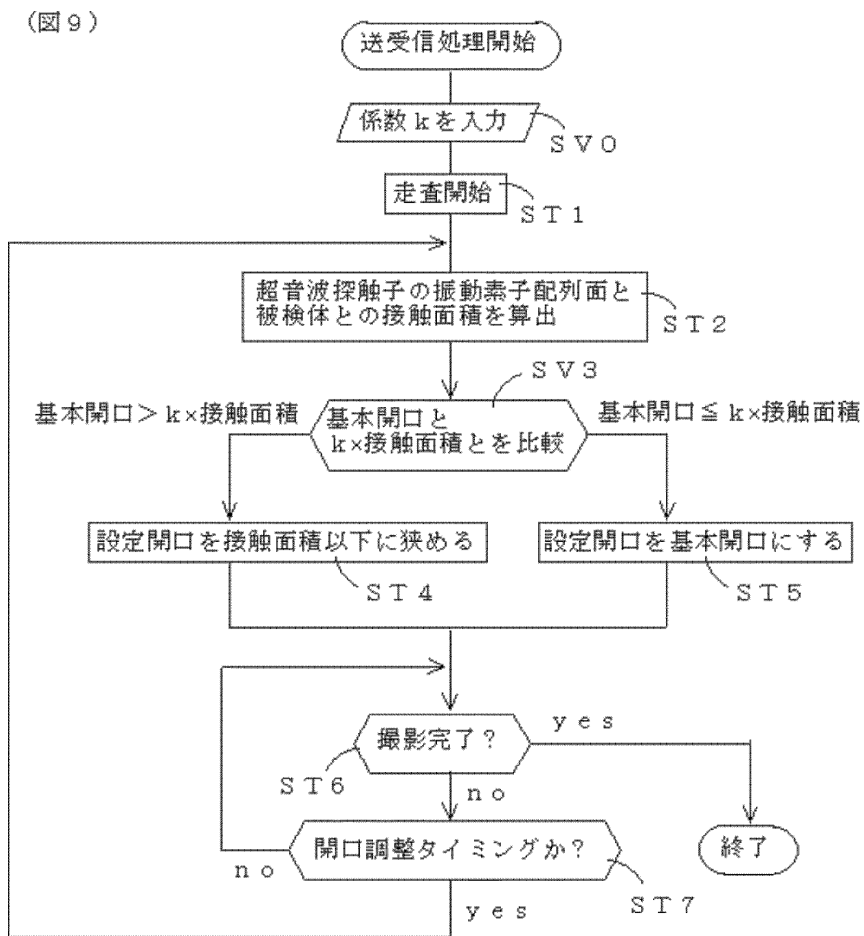 (図9)
送受信処理開始
係数kを入力
SV0
走査開始
ST1
超音波探触子の振動素子配列面と
被検体との接触面積を算出
ST2
SV3
基本開口>k×接触面積
基本開口と
k×接触面積とを比較
基本開口≦k×接触面積
設定開口を接触面積以下に狭める
ST4
設定開口を基本開口にする
ST5
撮影完了?
yes
ST6
no
開口調整タイミングか?
no
ST7
yes
終了